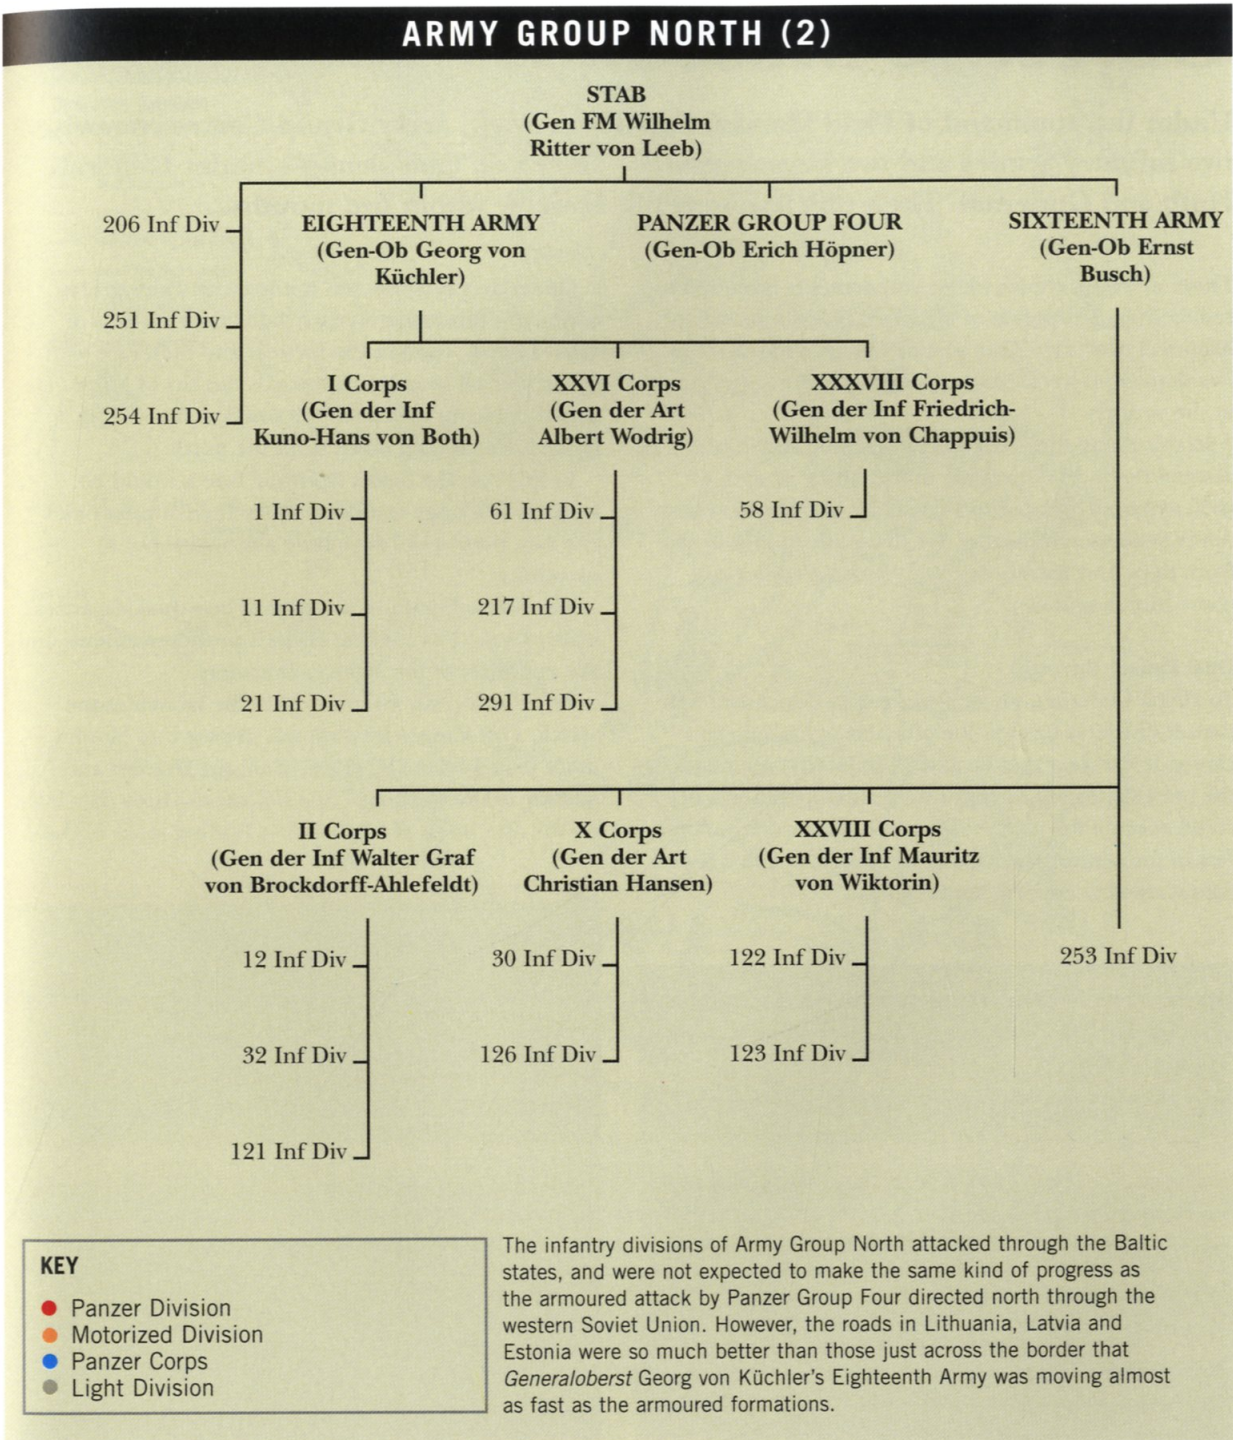 ARMY GROUP NORTH (2)
STAB
(Gen FM Wilhelm
Ritter von Leeb)
206 Inf Div
251 Inf Div
254 Inf Div
EIGHTEENTH ARMY
(Gen-Ob Georg von
Küchler)
PANZER GROUP FOUR
(Gen-Ob Erich Höpner)
SIXTEENTH ARMY
(Gen-Ob Ernst
Busch)
I Corps
(Gen der Inf
Kuno-Hans von Both)
1 Inf Div
11 Inf Div
21 Inf Div
XXVI Corps
(Gen der Art
Albert Wodrig)
61 Inf Div
217 Inf Div
291 Inf Div
XXXVIII Corps
(Gen der Inf Friedrich-
Wilhelm von Chappuis)
58 Inf Div
II Corps
(Gen der Inf Walter Graf
von Brockdorff-Ahlefeldt)
12 Inf Div
32 Inf Div
121 Inf Div
X Corps
(Gen der Art
Christian Hansen)
30 Inf Div
126 Inf Div
XXVIII Corps
(Gen der Inf Mauritz
von Wiktorin)
122 Inf Div
123 Inf Div
253 Inf Div
KEY
Panzer Division
Motorized Division
Panzer Corps
Light Division
The infantry divisions of Army Group North attacked through the Baltic
states, and were not expected to make the same kind of progress as
the armoured attack by Panzer Group Four directed north through the
western Soviet Union. However, the roads in Lithuania, Latvia and
Estonia were so much better than those just across the border that
Generaloberst Georg von Küchler's Eighteenth Army was moving almost
as fast as the armoured formations.